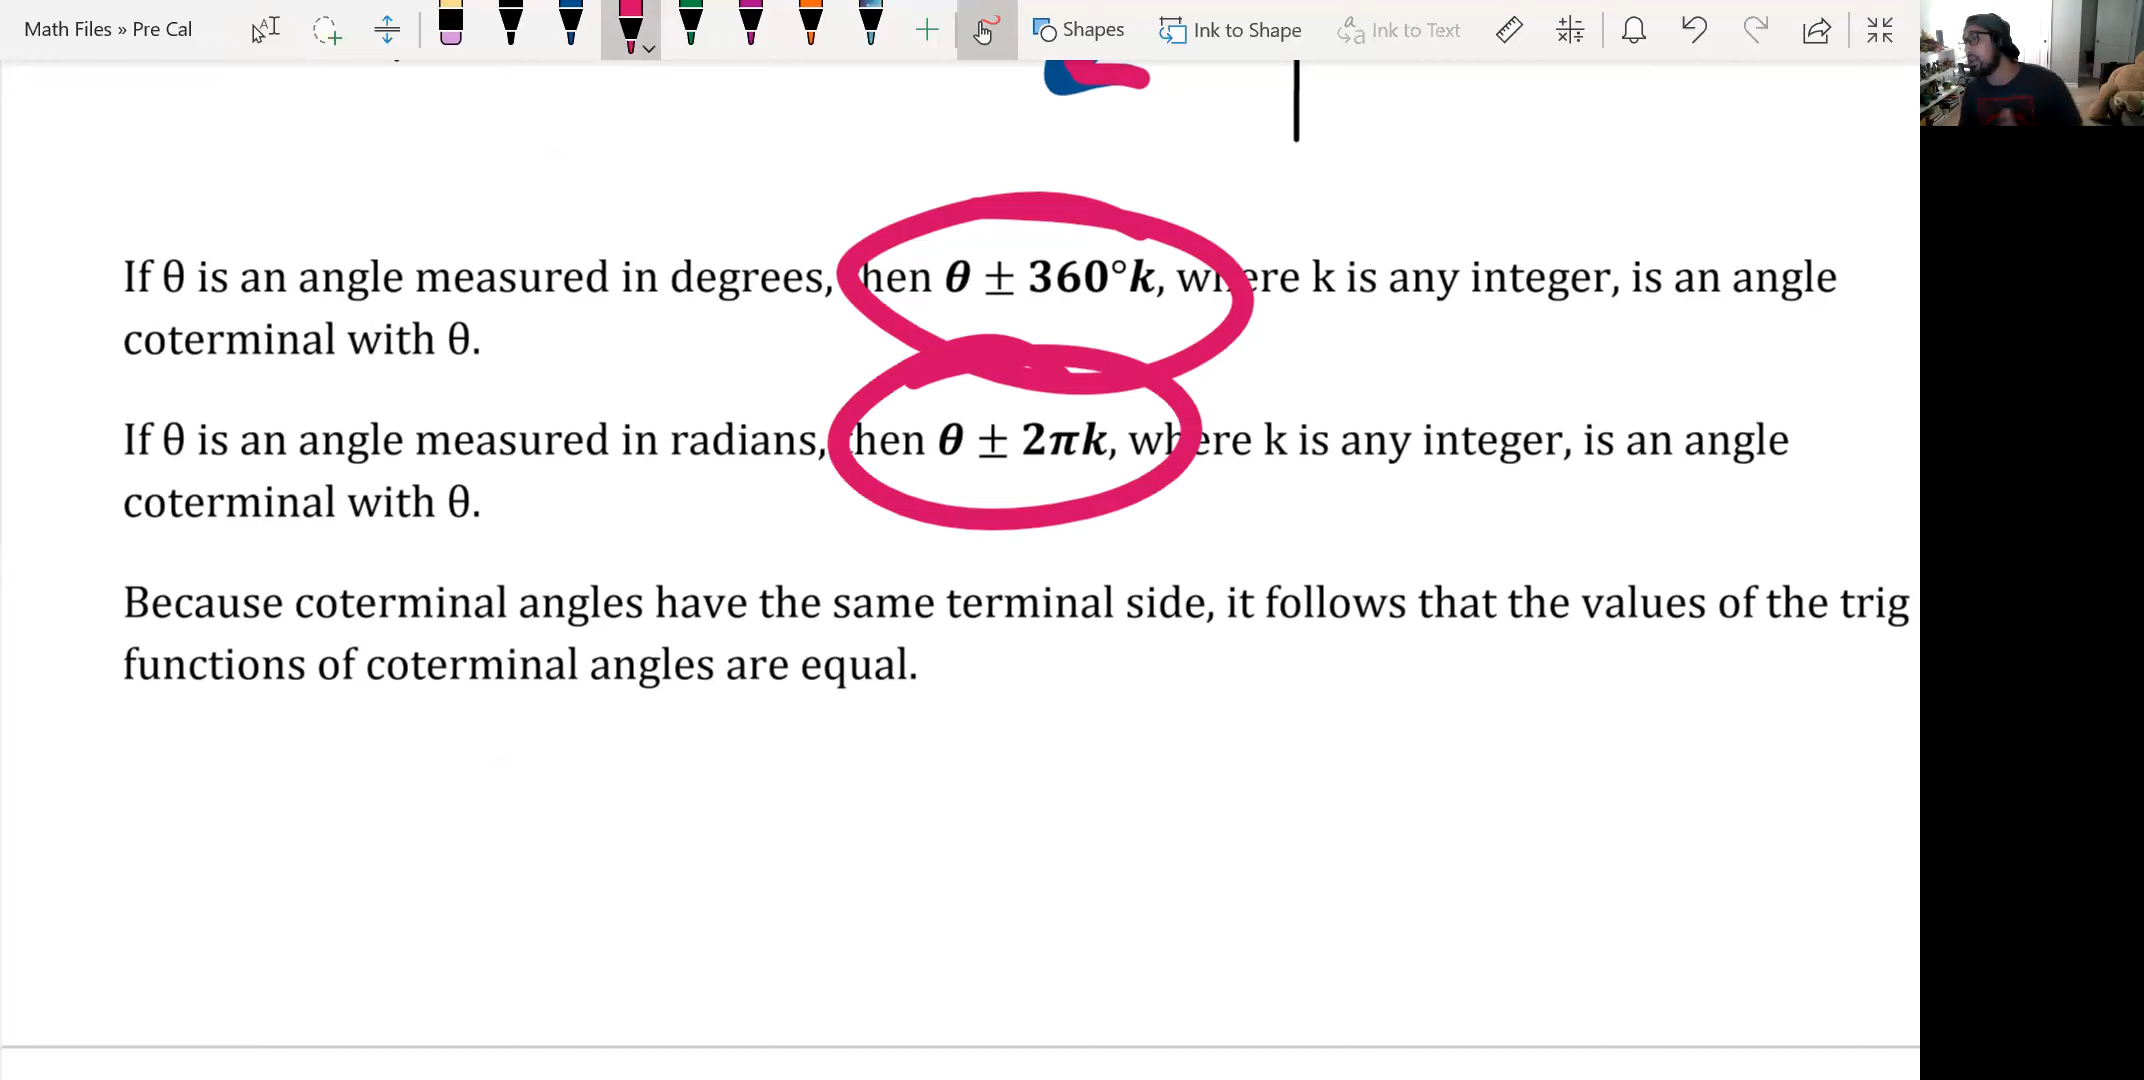 Math Files » Pre Cal
Shapes
Ink to Shape
Ink to Text
If θ is an angle measured in degrees, then θ ± 360°k, where k is any integer, is an angle
coterminal with θ.
If θ is an angle measured in radians, then θ ± 2πk, where k is any integer, is an angle
coterminal with θ.
Because coterminal angles have the same terminal side, it follows that the values of the trig
functions of coterminal angles are equal.